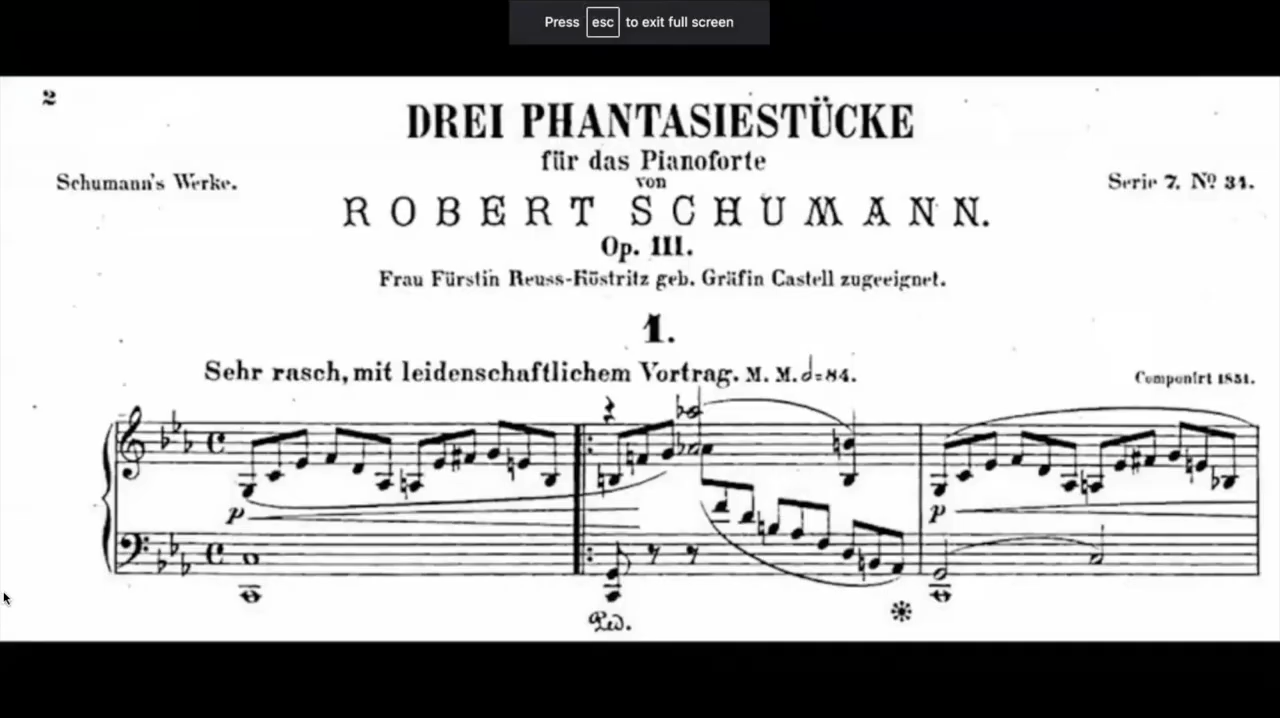 Press esc to exit full screen
2
DREI PHANTASIESTÜCKE
für das Pianoforte
von
Schumann's Werke.
Serie 7. Nº 34.
ROBERT SCHUMANN.
Op. 111.
Frau Fürstin Reuss-Köstritz geb. Gräfin Castell zugeeignet.
1.
Sehr rasch, mit leidenschaftlichem Vortrag. M. M. 𝅗𝅥=84.
Componirt 1851.
p
p
Ped.